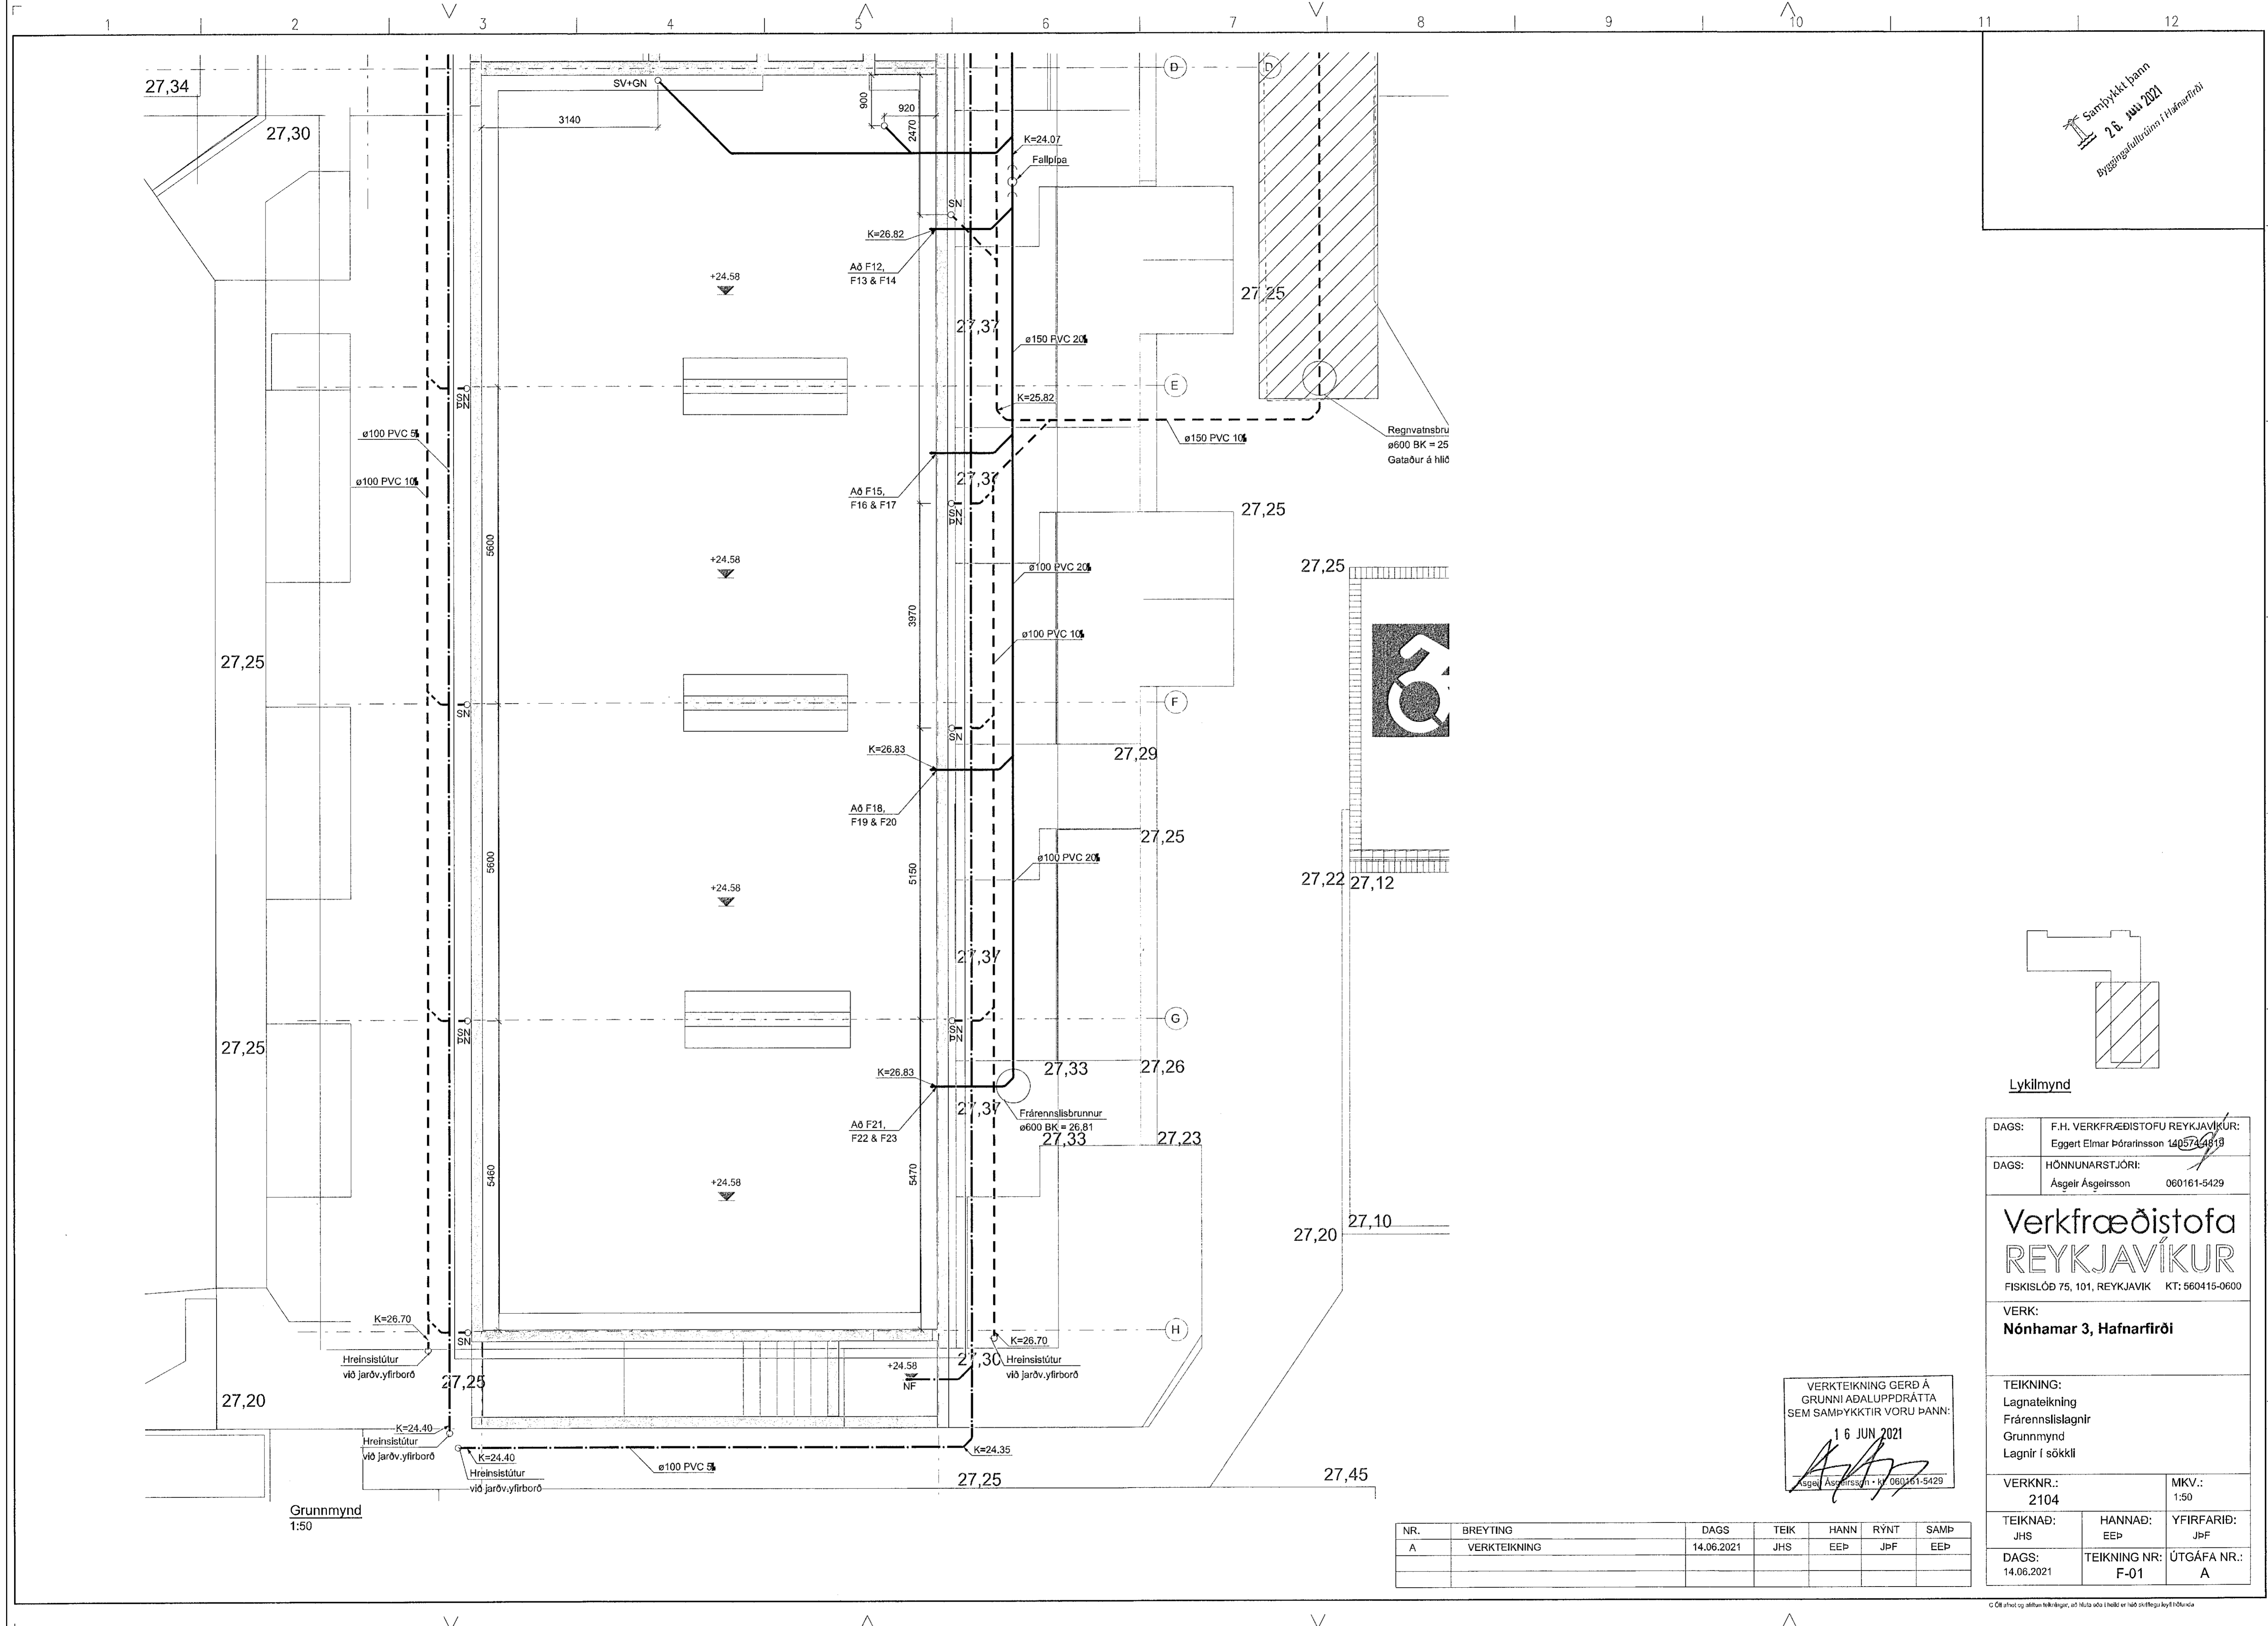 1 2 3 4 5 6 7 8 9 10 11 12
Samþykkt þann
26. JÚLÍ 2021
Byggingafulltrúinn í Hafnarfirði
27,34
27,30
SV+GN
3140
900
920
2470
K=24.07
Fallpípa
D
D
SN
K=26.82
Að F12,
F13 & F14
+24.58
27,37
27,25
ø150 PVC 20‰
SN
ÞN
E
K=25.82
ø100 PVC 5‰
ø150 PVC 10‰
Regnvatnsbru
ø600 BK = 25
Gataður á hlið
ø100 PVC 10‰
27,37
Að F15,
F16 & F17
SN
ÞN
27,25
5600
+24.58
ø100 PVC 20‰
27,25
3970
ø100 PVC 10‰
27,25
SN
F
SN
K=26.83
27,29
Að F18,
F19 & F20
27,25
5600
5150
ø100 PVC 20‰
+24.58
27,22
27,12
27,37
SN
ÞN
SN
ÞN
G
27,25
K=26.83
27,33
27,26
27,37
Frárennslisbrunnur
ø600 BK = 26,81
Að F21,
F22 & F23
27,33
27,23
5460
5470
+24.58
27,20
27,10
K=26.70
SN
H
K=26.70
Hreinsistútur
við jarðv.yfirborð
27,30
Hreinsistútur
við jarðv.yfirborð
+24.58
NF
27,25
27,20
K=24.40
Hreinsistútur
við jarðv.yfirborð
K=24.40
Hreinsistútur
við jarðv.yfirborð
ø100 PVC 5‰
K=24.35
27,25
27,45
Grunnmynd
1:50
Lykilmynd
DAGS: F.H. VERKFRÆÐISTOFU REYKJAVÍKUR:
Eggert Elmar Þórarinsson 140574-4819
DAGS: HÖNNUNARSTJÓRI:
Ásgeir Ásgeirsson 060161-5429
Verkfræðistofa
REYKJAVÍKUR
FISKISLÓÐ 75, 101, REYKJAVIK KT: 560415-0600
VERK:
Nónhamar 3, Hafnarfirði
TEIKNING:
Lagnateikning
Frárennslislagnir
Grunnmynd
Lagnir í sökkli
VERKNR.: MKV.:
2104 1:50
TEIKNAÐ: HANNAÐ: YFIRFARIÐ:
JHS EEÞ JÞF
DAGS: TEIKNING NR: ÚTGÁFA NR.:
14.06.2021 F-01 A
VERKTEIKNING GERÐ Á
GRUNNI AÐALUPPDRÁTTA
SEM SAMÞYKKTIR VORU ÞANN:
16 JUN 2021
Ásgeir Ásgeirsson • kt. 060161-5429
NR. BREYTING DAGS TEIK HANN RÝNT SAMÞ
A VERKTEIKNING 14.06.2021 JHS EEÞ JÞF EEÞ